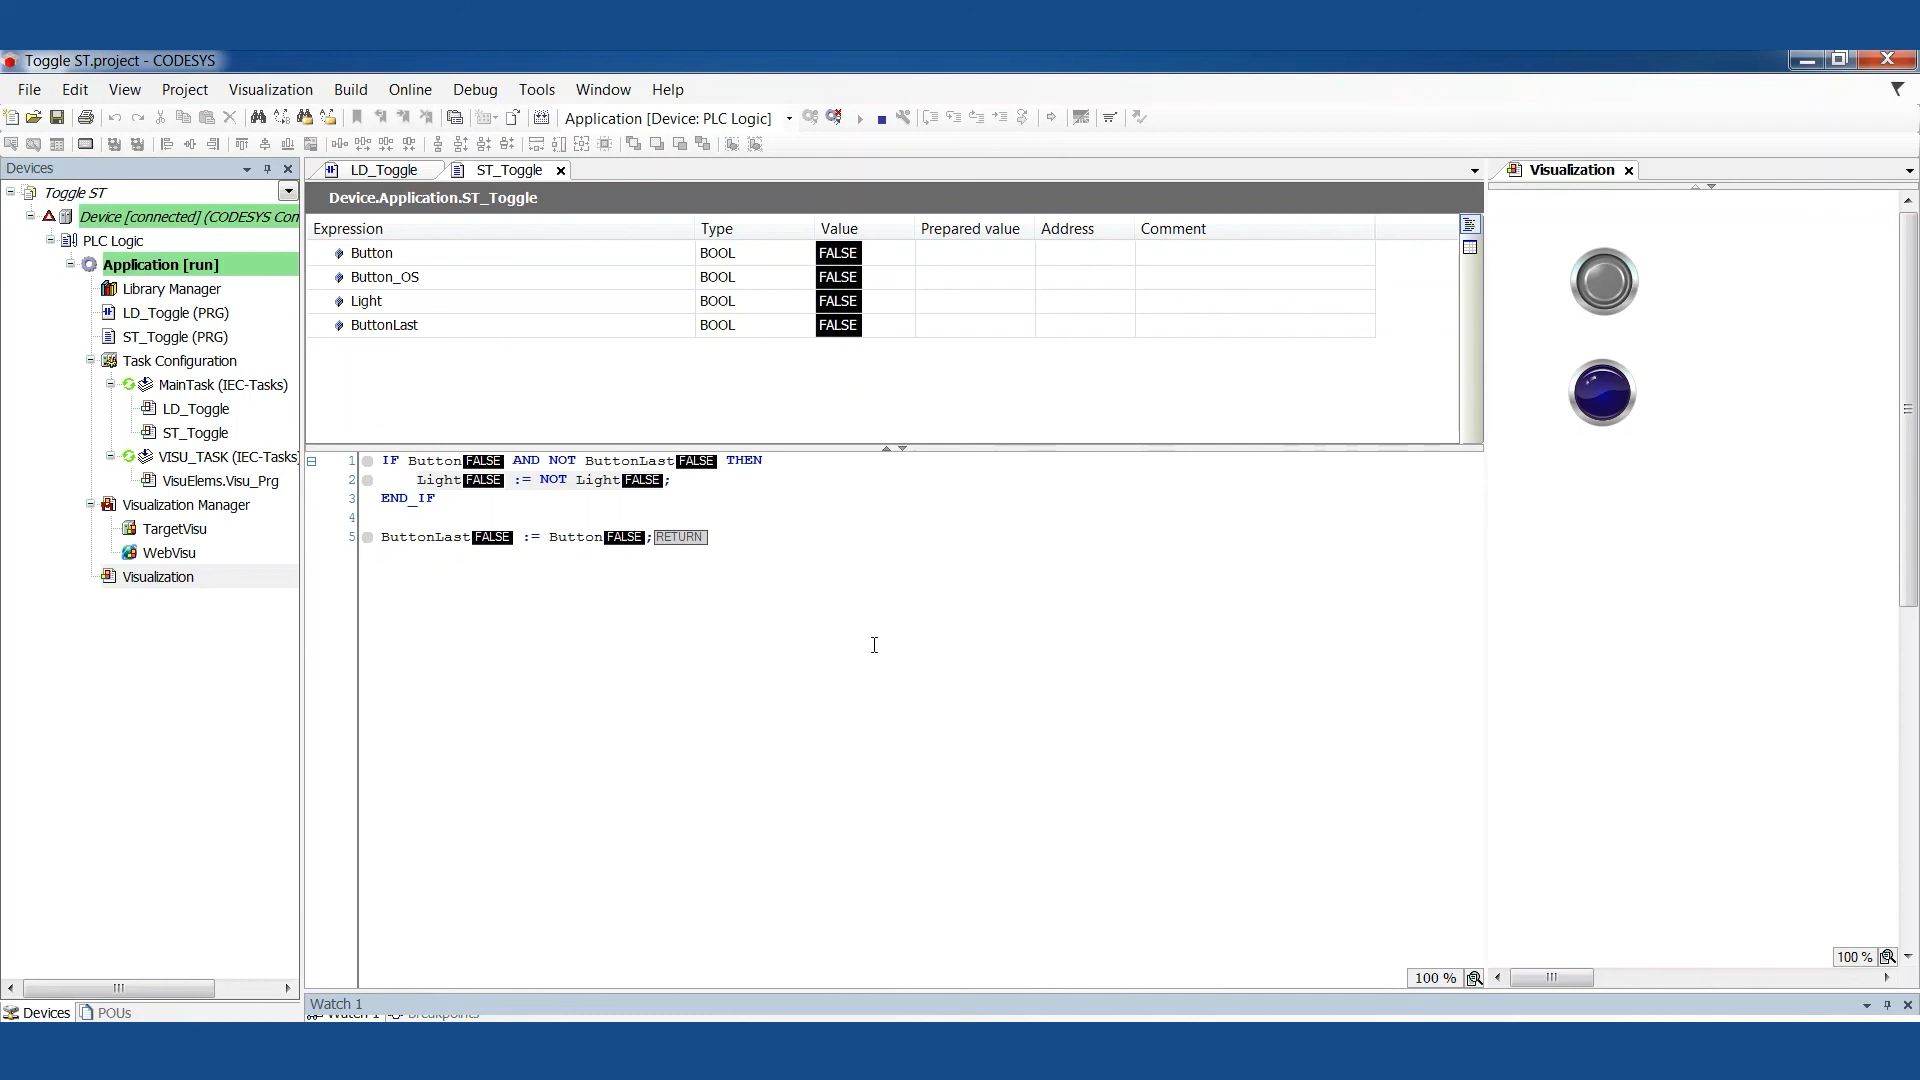 Toggle ST.project - CODESYS
File Edit View Project Visualization Build Online Debug Tools Window Help
Application [Device: PLC Logic]
Devices
Toggle ST
Device [connected] (CODESYS Con
PLC Logic
Application [run]
Library Manager
LD_Toggle (PRG)
ST_Toggle (PRG)
Task Configuration
MainTask (IEC-Tasks)
LD_Toggle
ST_Toggle
VISU_TASK (IEC-Tasks)
VisuElems.Visu_Prg
Visualization Manager
TargetVisu
WebVisu
Visualization
Devices POUs
LD_Toggle ST_Toggle
Device.Application.ST_Toggle
Expression Type Value Prepared value Address Comment
Button BOOL FALSE
Button_OS BOOL FALSE
Light BOOL FALSE
ButtonLast BOOL FALSE
1 IF Button FALSE AND NOT ButtonLast FALSE THEN
2 Light FALSE := NOT Light FALSE ;
3 END_IF
4
5 ButtonLast FALSE := Button FALSE ; RETURN
100 %
Watch 1
Watch 1 Breakpoints
Visualization
100 %